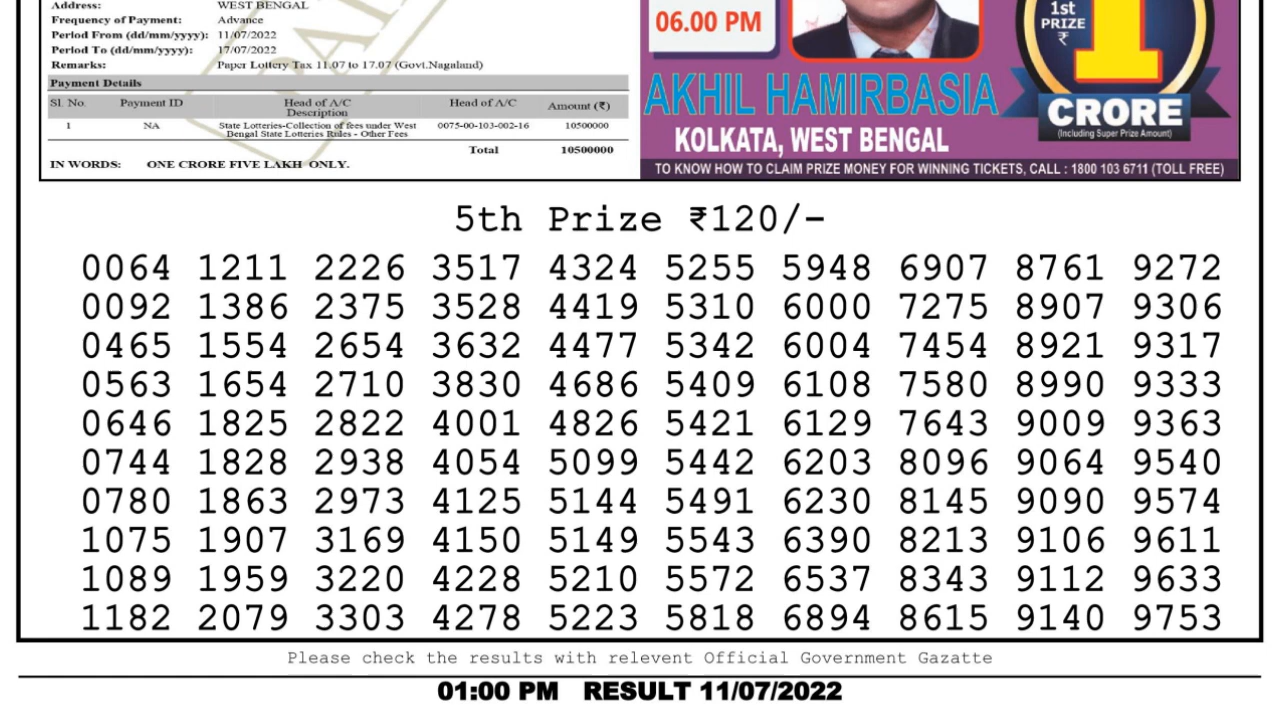 Address: WEST BENGAL
Frequency of Payment: Advance
Period From (dd/mm/yyyy): 11/07/2022
Period To (dd/mm/yyyy): 17/07/2022
Remarks: Paper Lottery Tax 11.07 to 17.07 (Govt.Nagaland)
Payment Details
Sl. No. Payment ID Head of A/C Description Head of A/C Amount (₹)
1 NA State Lotteries-Collection of fees under West Bengal State Lotteries Rules - Other Fees 0075-00-103-002-16 10500000
Total 10500000
IN WORDS: ONE CRORE FIVE LAKH ONLY.
PAI
06.00 PM
1st
PRIZE
₹
1
CRORE
(Including Super Prize Amount)
AKHIL HAMIRBASIA
KOLKATA, WEST BENGAL
TO KNOW HOW TO CLAIM PRIZE MONEY FOR WINNING TICKETS, CALL : 1800 103 6711 (TOLL FREE)
5th Prize ₹120/-
0064 1211 2226 3517 4324 5255 5948 6907 8761 9272
0092 1386 2375 3528 4419 5310 6000 7275 8907 9306
0465 1554 2654 3632 4477 5342 6004 7454 8921 9317
0563 1654 2710 3830 4686 5409 6108 7580 8990 9333
0646 1825 2822 4001 4826 5421 6129 7643 9009 9363
0744 1828 2938 4054 5099 5442 6203 8096 9064 9540
0780 1863 2973 4125 5144 5491 6230 8145 9090 9574
1075 1907 3169 4150 5149 5543 6390 8213 9106 9611
1089 1959 3220 4228 5210 5572 6537 8343 9112 9633
1182 2079 3303 4278 5223 5818 6894 8615 9140 9753
Please check the results with relevent Official Government Gazatte
01:00 PM RESULT 11/07/2022